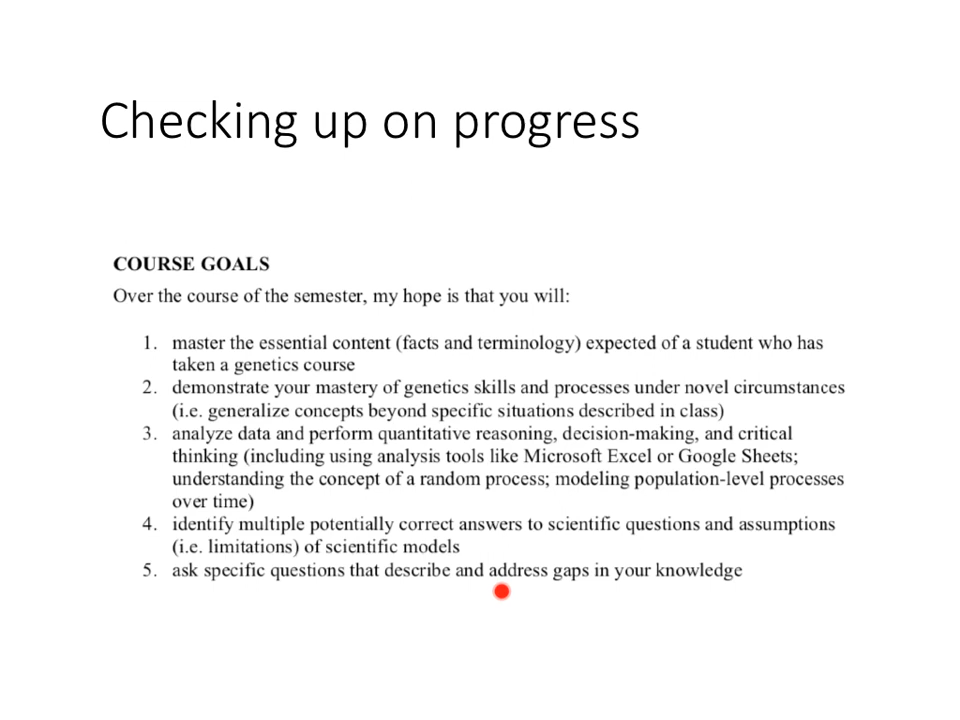 Checking up on progress
COURSE GOALS
Over the course of the semester, my hope is that you will:
1. master the essential content (facts and terminology) expected of a student who has
taken a genetics course
2. demonstrate your mastery of genetics skills and processes under novel circumstances
(i.e. generalize concepts beyond specific situations described in class)
3. analyze data and perform quantitative reasoning, decision-making, and critical
thinking (including using analysis tools like Microsoft Excel or Google Sheets;
understanding the concept of a random process; modeling population-level processes
over time)
4. identify multiple potentially correct answers to scientific questions and assumptions
(i.e. limitations) of scientific models
5. ask specific questions that describe and address gaps in your knowledge